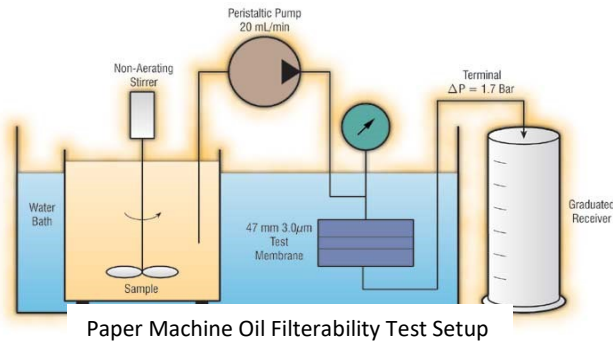 Peristaltic Pump
20 mL/min
Non-Aerating
Stirrer
Terminal
△P = 1.7 Bar
Water
Bath
47 mm 3.0µm
Test
Membrane
Graduated
Receiver
Sample
Paper Machine Oil Filterability Test Setup